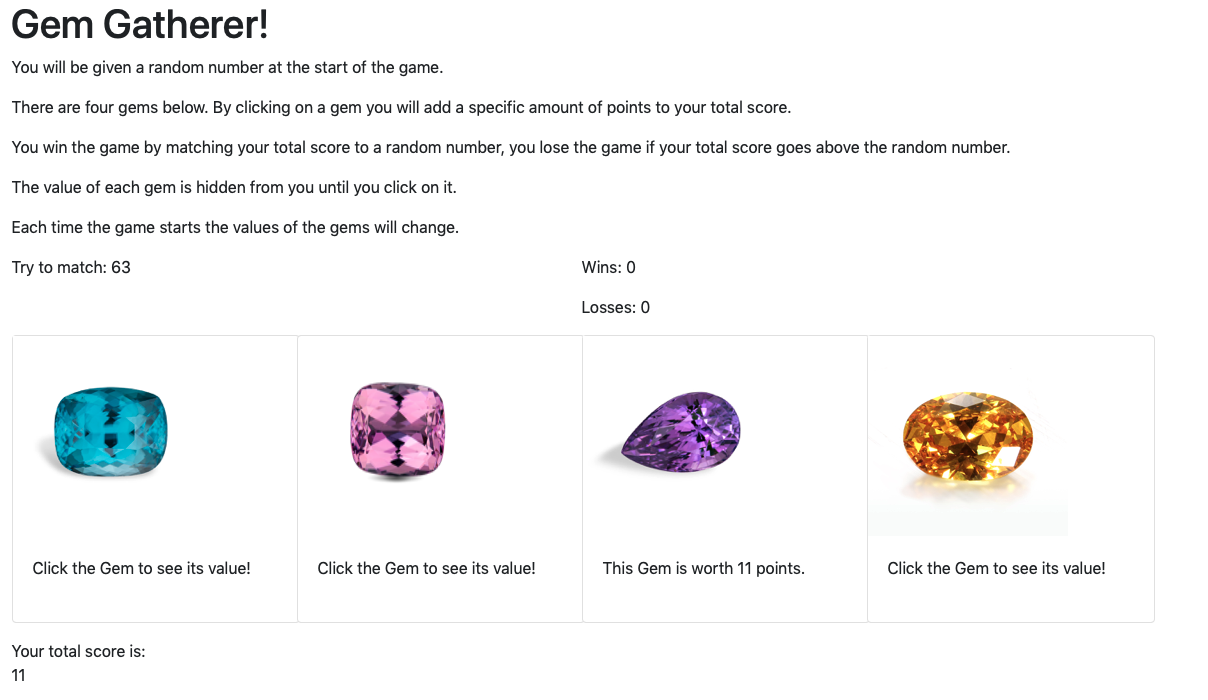 Gem Gatherer!
You will be given a random number at the start of the game.
There are four gems below. By clicking on a gem you will add a specific amount of points to your total score.
You win the game by matching your total score to a random number, you lose the game if your total score goes above the random number.
The value of each gem is hidden from you until you click on it.
Each time the game starts the values of the gems will change.
Try to match: 63
Wins: 0
Losses: 0
Click the Gem to see its value!
Click the Gem to see its value!
This Gem is worth 11 points.
Click the Gem to see its value!
Your total score is:
11